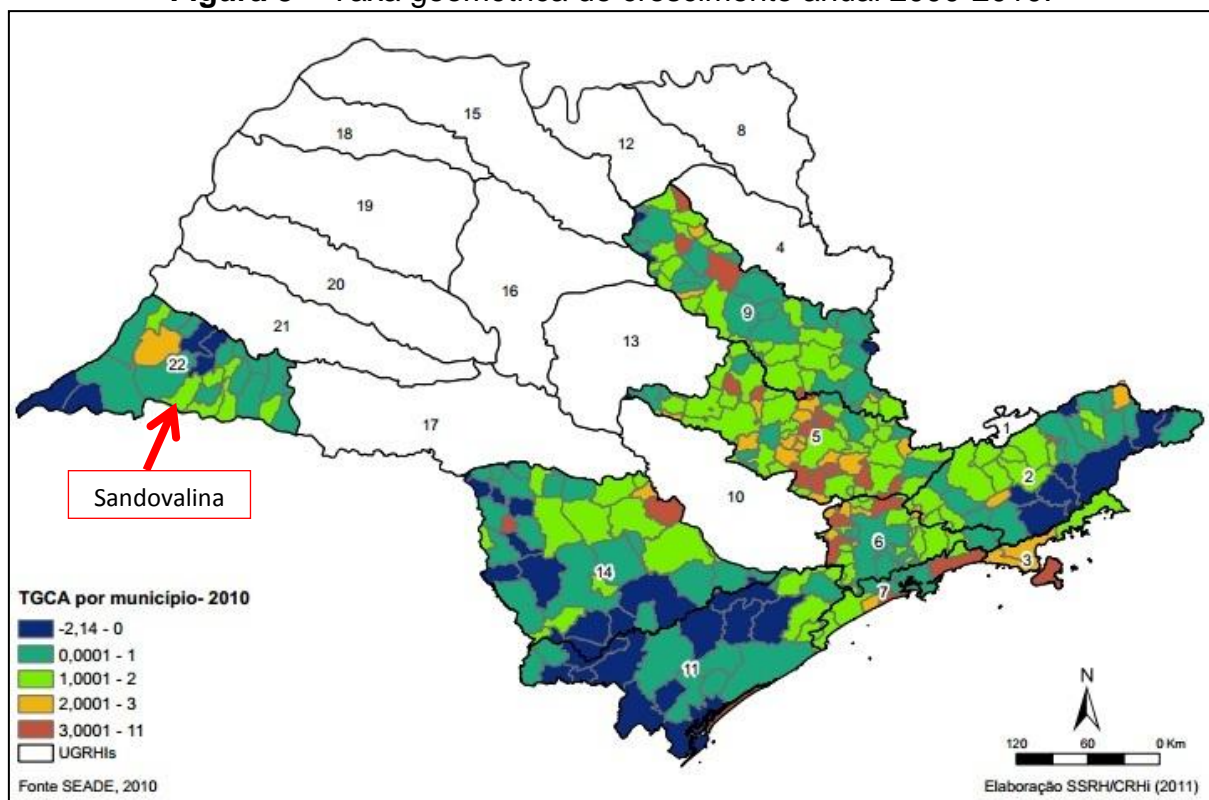 Figura 3 – Taxa geométrica de crescimento anual 2000-2010.
15
8
18
12
19
4
20
16
9
21
13
22
17
5
1
2
Sandovalina
10
6
3
14
7
11
TGCA por município- 2010
-2,14 - 0
0,0001 - 1
1,0001 - 2
2,0001 - 3
3,0001 - 11
UGRHIs
Fonte SEADE, 2010
N
120 60 0 Km
Elaboração SSRH/CRHi (2011)